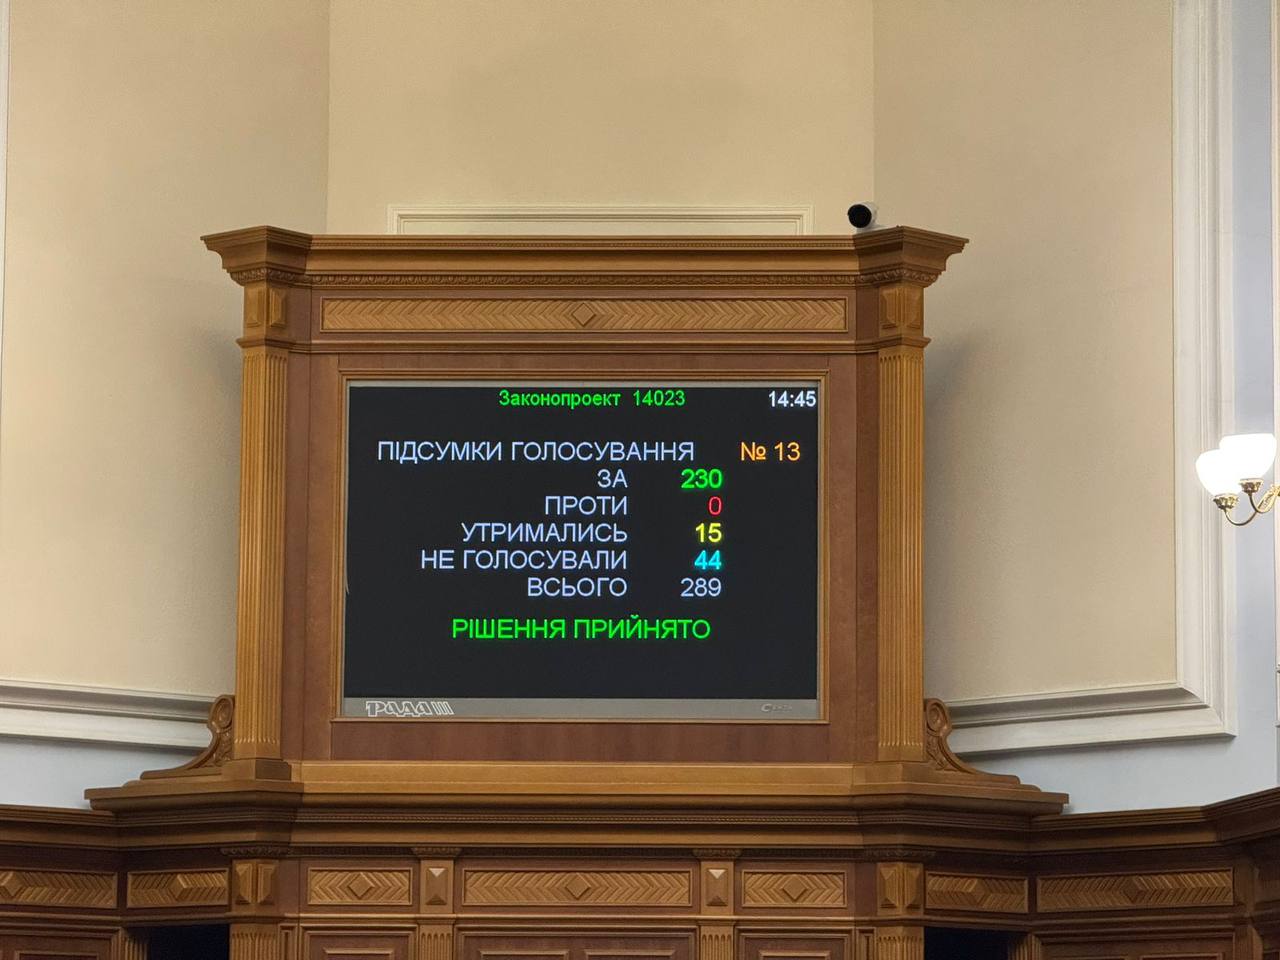 Законопроект 14023 14:45
ПІДСУМКИ ГОЛОСУВАННЯ № 13
ЗА 230
ПРОТИ 0
УТРИМАЛИСЬ 15
НЕ ГОЛОСУВАЛИ 44
ВСЬОГО 289
РІШЕННЯ ПРИЙНЯТО
РАДА III